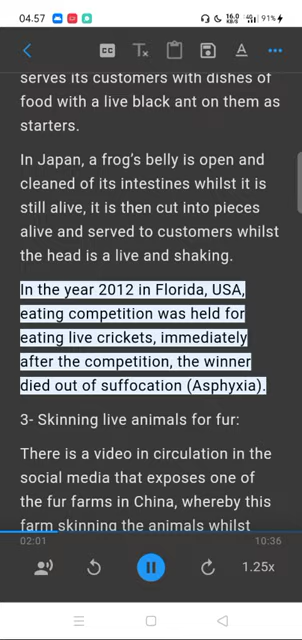 04.57
16.0
KB/S
4G
91%
CC
serves its customers with dishes of
food with a live black ant on them as
starters.
In Japan, a frog's belly is open and
cleaned of its intestines whilst it is
still alive, it is then cut into pieces
alive and served to customers whilst
the head is a live and shaking.
In the year 2012 in Florida, USA,
eating competition was held for
eating live crickets, immediately
after the competition, the winner
died out of suffocation (Asphyxia).
3- Skinning live animals for fur:
There is a video in circulation in the
social media that exposes one of
the fur farms in China, whereby this
farm skinning the animals whilst
02:01
10:36
1.25x